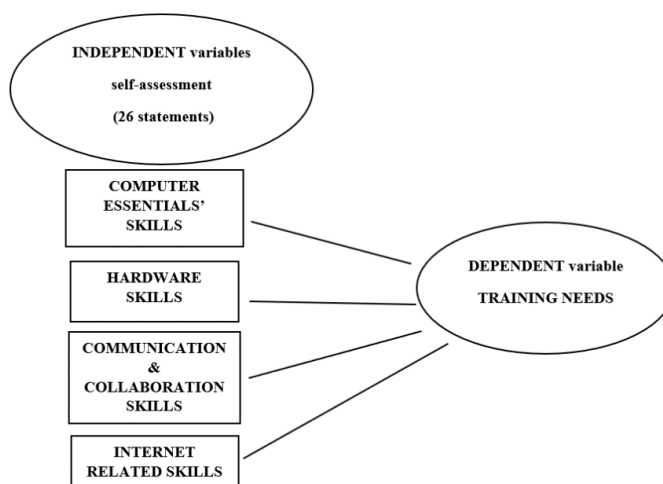 INDEPENDENT variables
self-assessment
(26 statements)
COMPUTER
ESSENTIALS’
SKILLS
HARDWARE
SKILLS
COMMUNICATION
&
COLLABORATION
SKILLS
INTERNET
RELATED SKILLS
DEPENDENT variable
TRAINING NEEDS